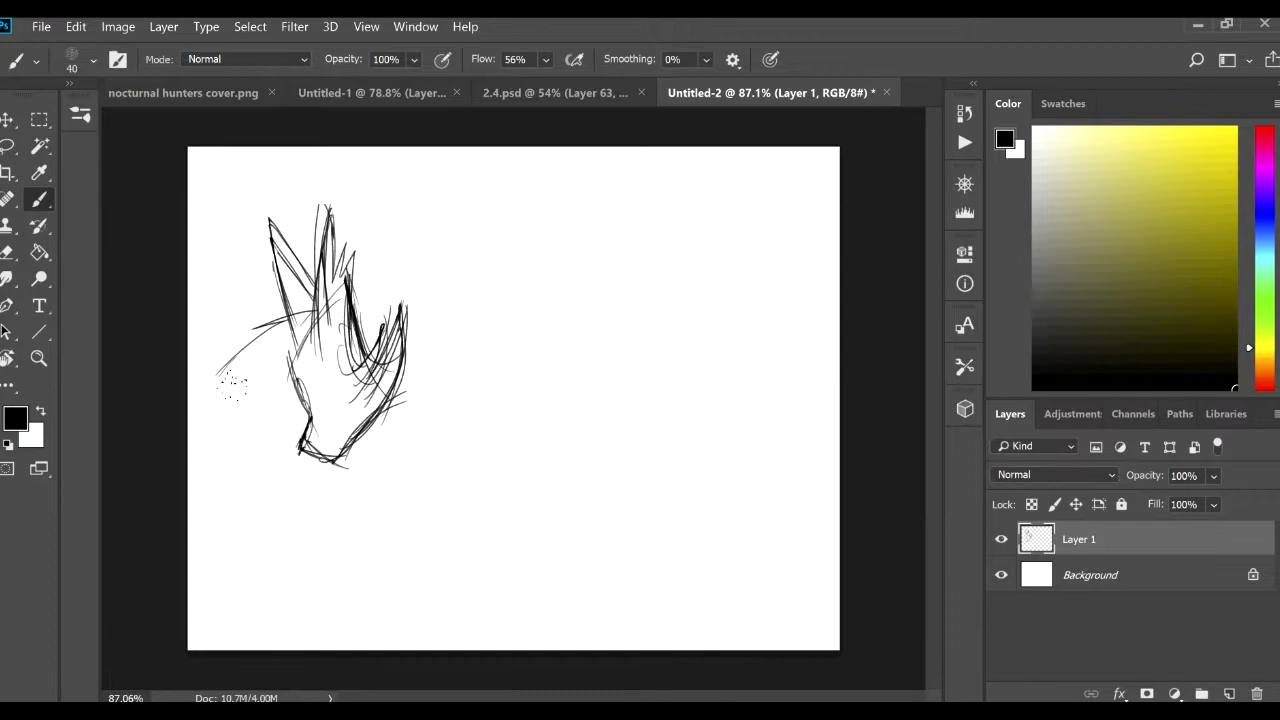 Ps File Edit Image Layer Type Select Filter 3D View Window Help
40 Mode: Normal Opacity: 100% Flow: 56% Smoothing: 0%
nocturnal hunters cover.png Untitled-1 @ 78.8% (Layer... 2.4.psd @ 54% (Layer 63, ... Untitled-2 @ 87.1% (Layer 1, RGB/8#) *
Color Swatches
Layers Adjustment Channels Paths Libraries
Kind
Normal Opacity: 100%
Lock: Fill: 100%
Layer 1
Background
87.06% Doc: 10.7M/4.00M